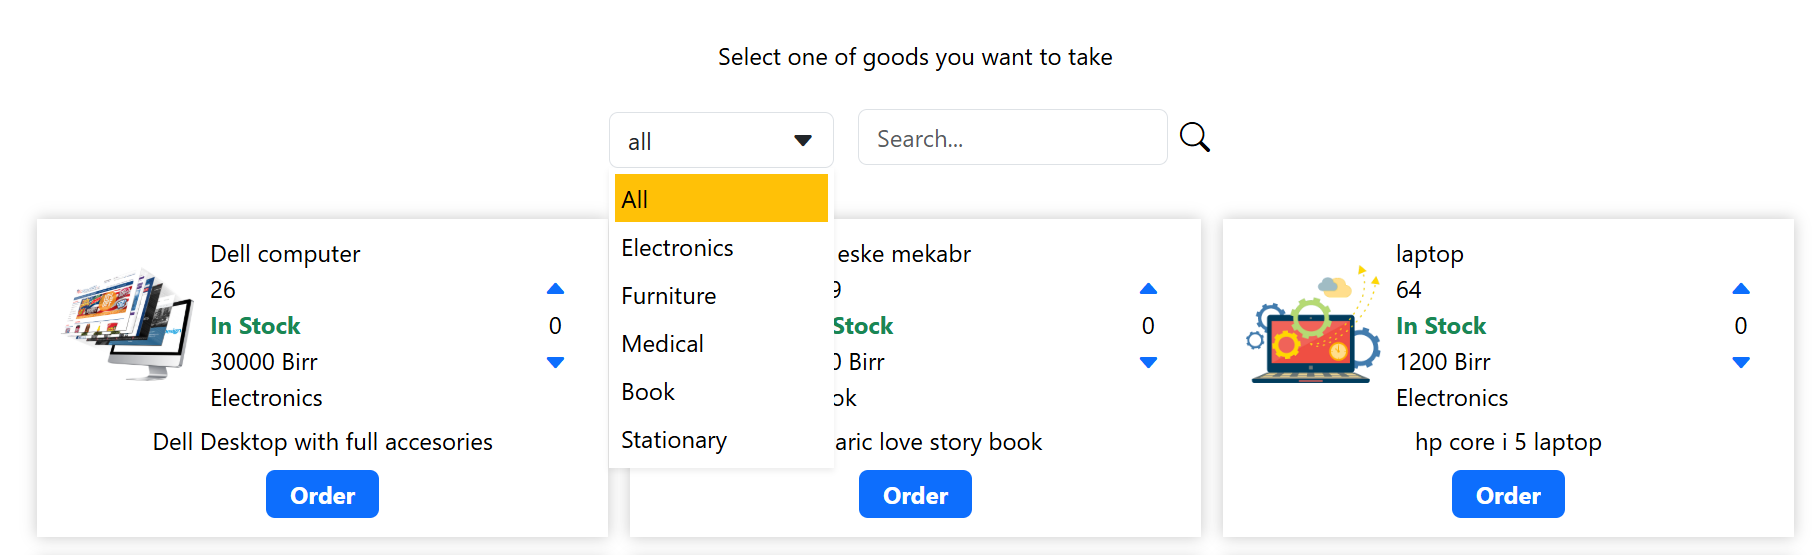 Select one of goods you want to take
all
Search...
All
Electronics
Furniture
Medical
Book
Stationary
Dell computer
26
In Stock
30000 Birr
Electronics
0
Dell Desktop with full accesories
Order
eske mekabr
9
Stock
0 Birr
ok
0
aric love story book
Order
laptop
64
In Stock
1200 Birr
Electronics
0
hp core i 5 laptop
Order